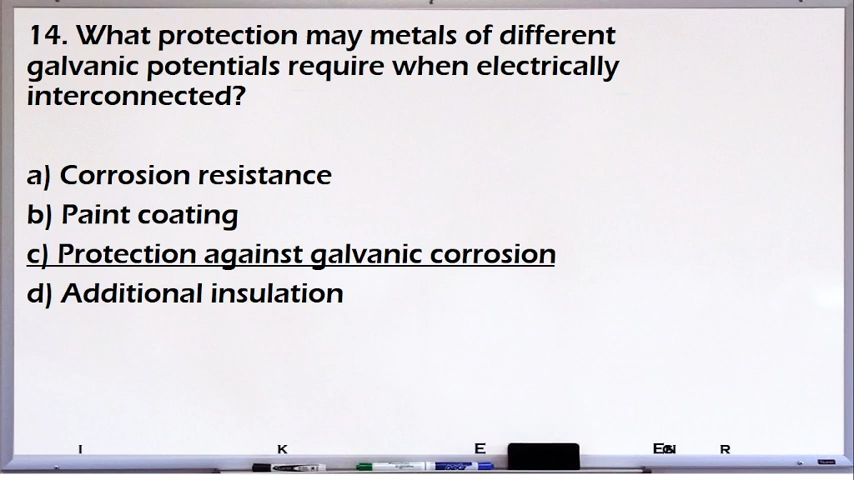 14. What protection may metals of different
galvanic potentials require when electrically
interconnected?
a) Corrosion resistance
b) Paint coating
c) Protection against galvanic corrosion
d) Additional insulation
I K E R